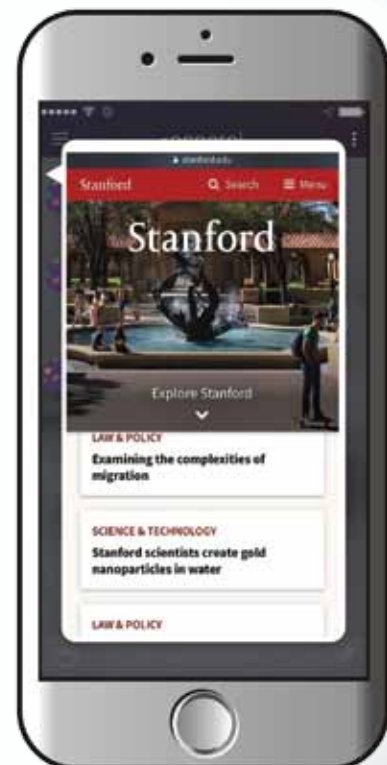 stanford.edu
Stanford Search Menu
Stanford
Explore Stanford
LAW & POLICY
Examining the complexities of
migration
SCIENCE & TECHNOLOGY
Stanford scientists create gold
nanoparticles in water
LAW & POLICY